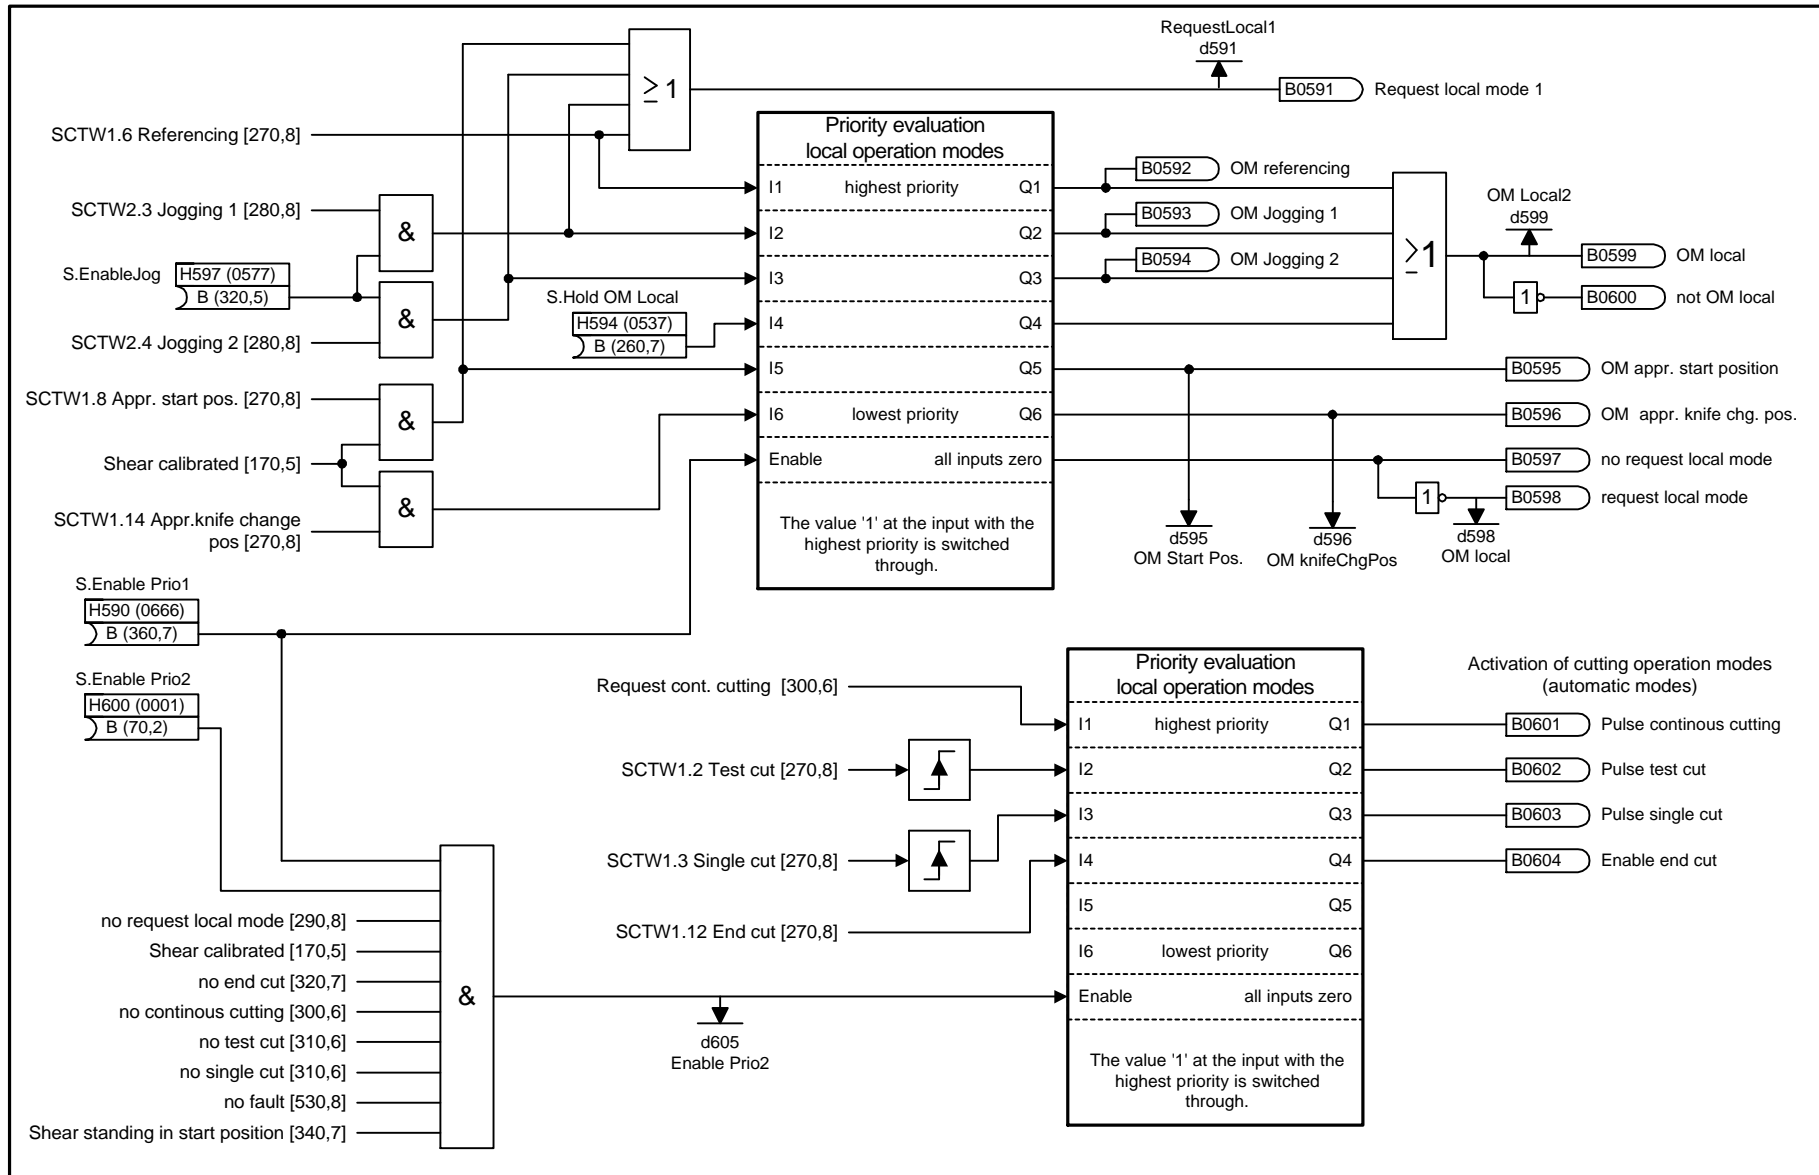 RequestLocal1
d591
≥1
B0591
Request local mode 1
SCTW1.6 Referencing [270,8]
Priority evaluation
local operation modes
I1 highest priority Q1
B0592
OM referencing
SCTW2.3 Jogging 1 [280,8]
&
I2 Q2
B0593
OM Jogging 1
OM Local2
d599
≥1
B0599
OM local
S.EnableJog
H597 (0577)
B (320,5)
I3 Q3
B0594
OM Jogging 2
1
B0600
not OM local
S.Hold OM Local
H594 (0537)
B (260,7)
&
I4 Q4
SCTW2.4 Jogging 2 [280,8]
I5 Q5
B0595
OM appr. start position
SCTW1.8 Appr. start pos. [270,8]
&
I6 lowest priority Q6
B0596
OM appr. knife chg. pos.
Shear calibrated [170,5]
Enable all inputs zero
B0597
no request local mode
1
B0598
request local mode
&
SCTW1.14 Appr.knife change
pos [270,8]
The value '1' at the input with the
highest priority is switched
through.
d595
OM Start Pos.
d596
OM knifeChgPos
d598
OM local
S.Enable Prio1
H590 (0666)
B (360,7)
S.Enable Prio2
H600 (0001)
B (70,2)
Priority evaluation
local operation modes
Activation of cutting operation modes
(automatic modes)
Request cont. cutting [300,6]
I1 highest priority Q1
B0601
Pulse continous cutting
SCTW1.2 Test cut [270,8]
I2 Q2
B0602
Pulse test cut
I3 Q3
B0603
Pulse single cut
SCTW1.3 Single cut [270,8]
I4 Q4
B0604
Enable end cut
I5 Q5
SCTW1.12 End cut [270,8]
I6 lowest priority Q6
Enable all inputs zero
The value '1' at the input with the
highest priority is switched
through.
no request local mode [290,8]
Shear calibrated [170,5]
no end cut [320,7]
&
no continous cutting [300,6]
no test cut [310,6]
no single cut [310,6]
no fault [530,8]
Shear standing in start position [340,7]
d605
Enable Prio2